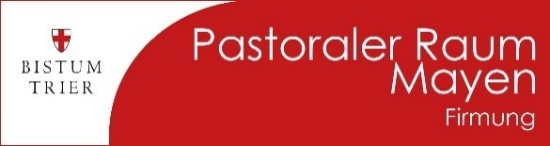 BISTUM
TRIER
Pastoraler Raum
Mayen
Firmung